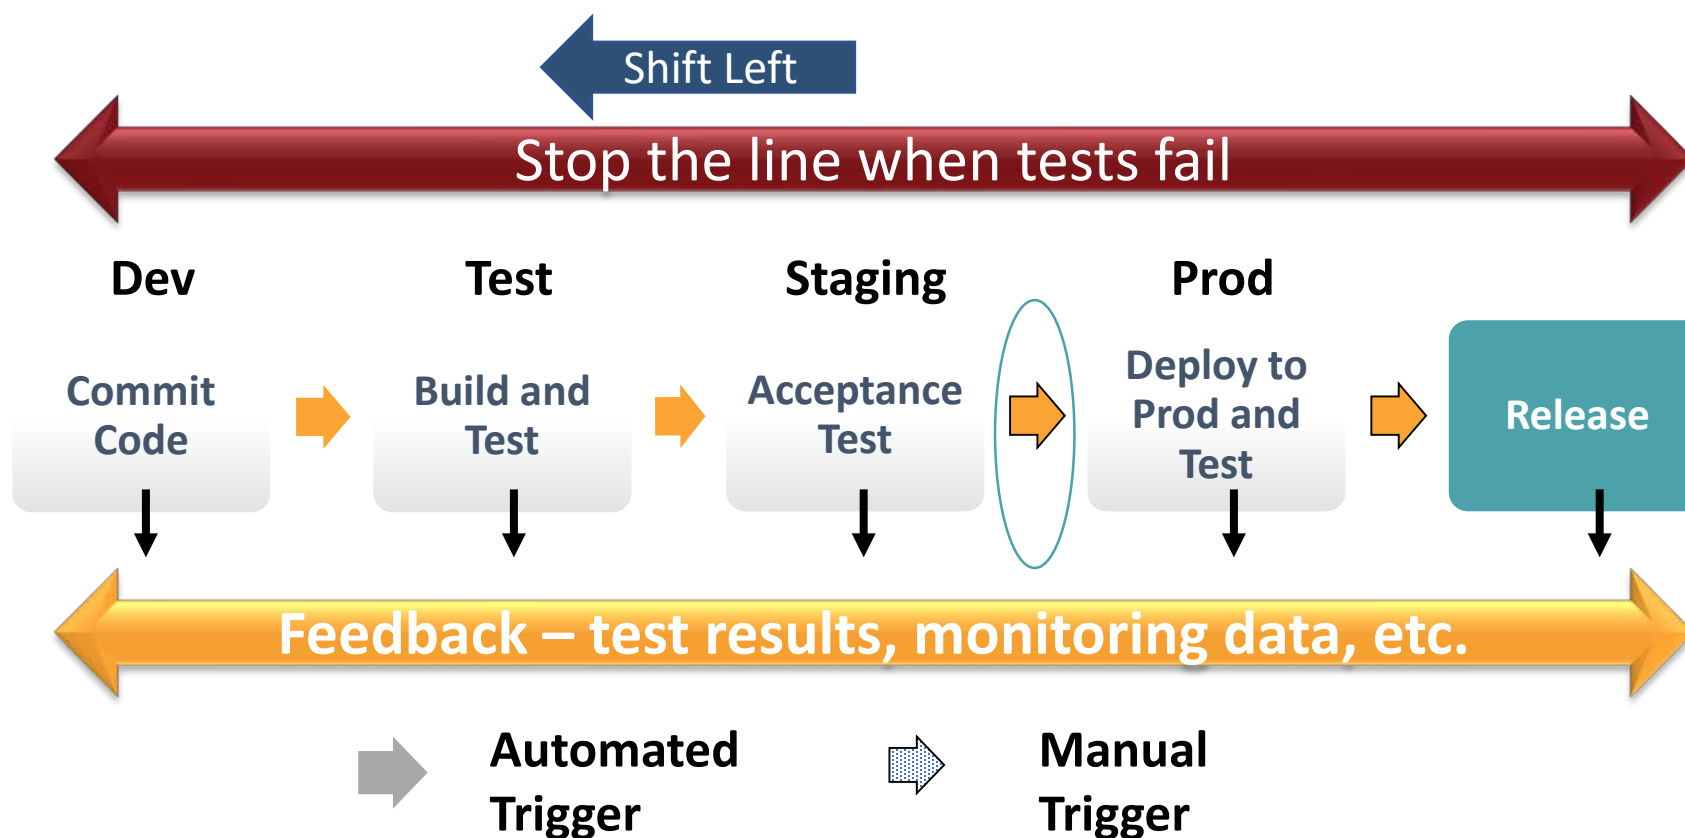 Shift Left
Stop the line when tests fail
Dev
Test
Staging
Prod
Commit
Code
Build and
Test
Acceptance
Test
Deploy to
Prod and
Test
Release
Feedback – test results, monitoring data, etc.
Automated
Trigger
Manual
Trigger